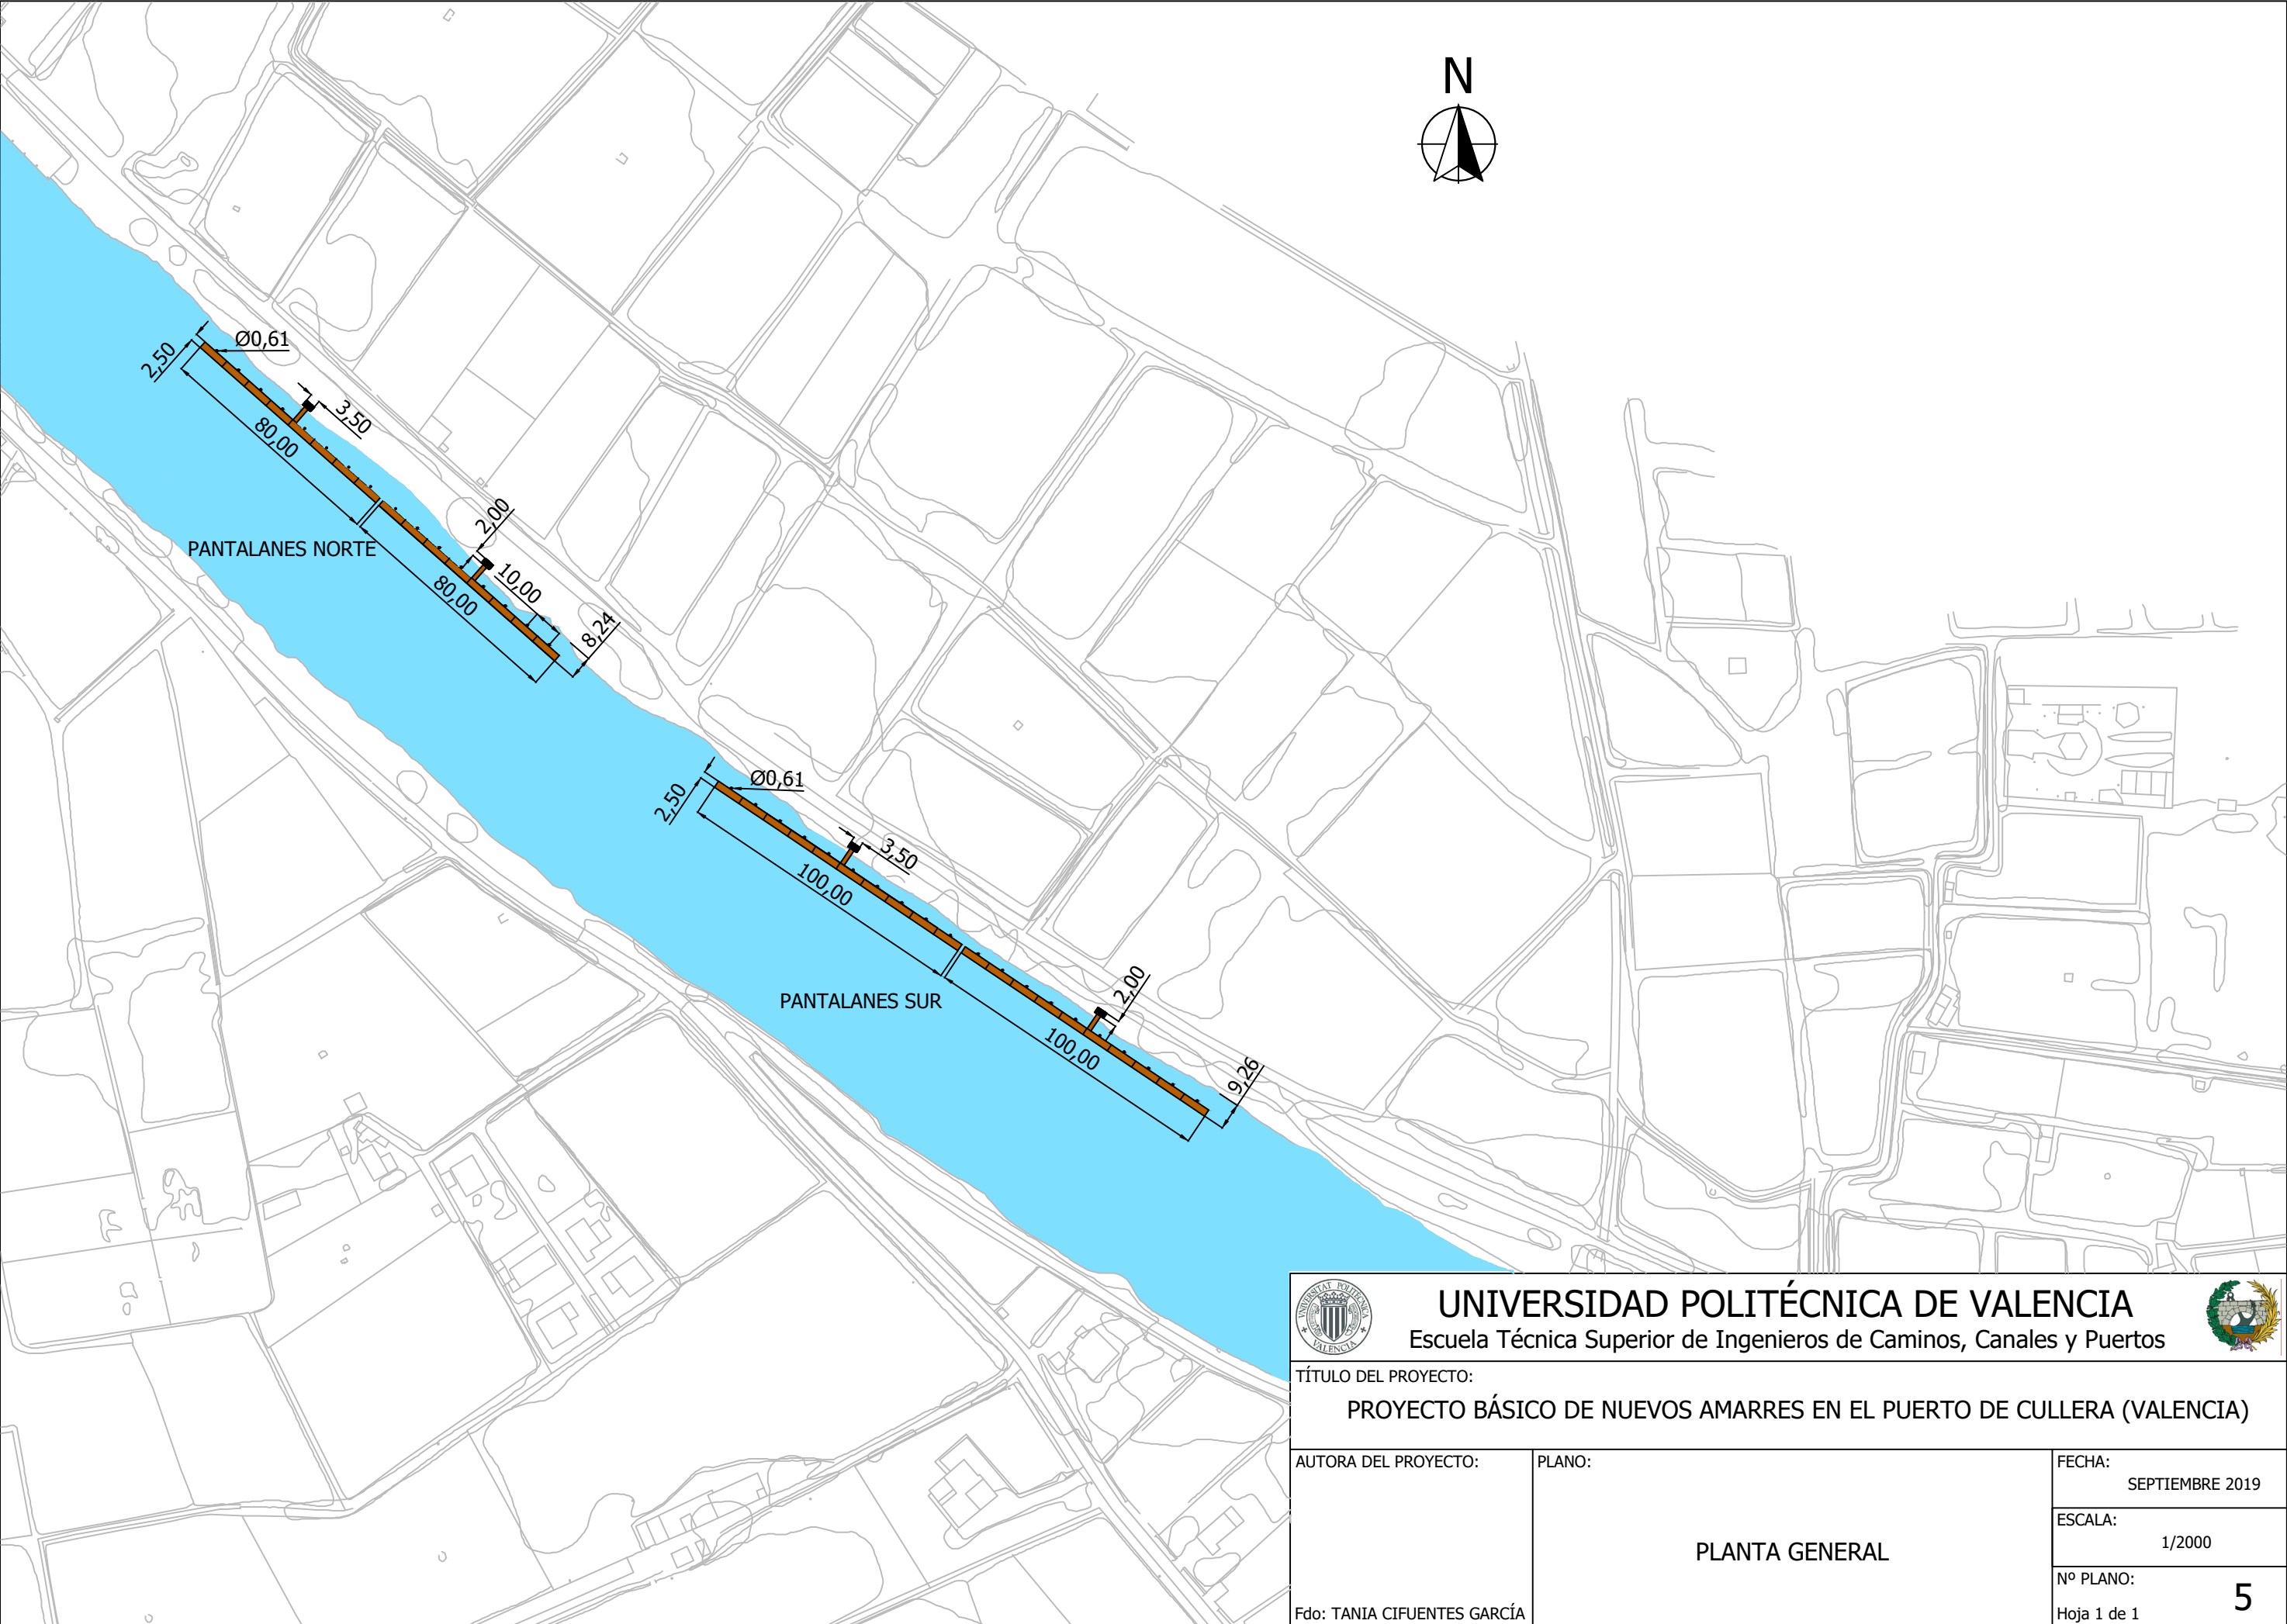 N
Ø0,61
2,50
3,50
80,00
2,00
PANTALANES NORTE
10,00
80,00
8,24
Ø0,61
2,50
3,50
100,00
2,00
PANTALANES SUR
100,00
9,26
UNIVERSITAT POLITÈCNICA
VALENCIA
UNIVERSIDAD POLITÉCNICA DE VALENCIA
Escuela Técnica Superior de Ingenieros de Caminos, Canales y Puertos
TÍTULO DEL PROYECTO:
PROYECTO BÁSICO DE NUEVOS AMARRES EN EL PUERTO DE CULLERA (VALENCIA)
AUTORA DEL PROYECTO:
Fdo: TANIA CIFUENTES GARCÍA
PLANO:
PLANTA GENERAL
FECHA:
SEPTIEMBRE 2019
ESCALA:
1/2000
Nº PLANO:
5
Hoja 1 de 1